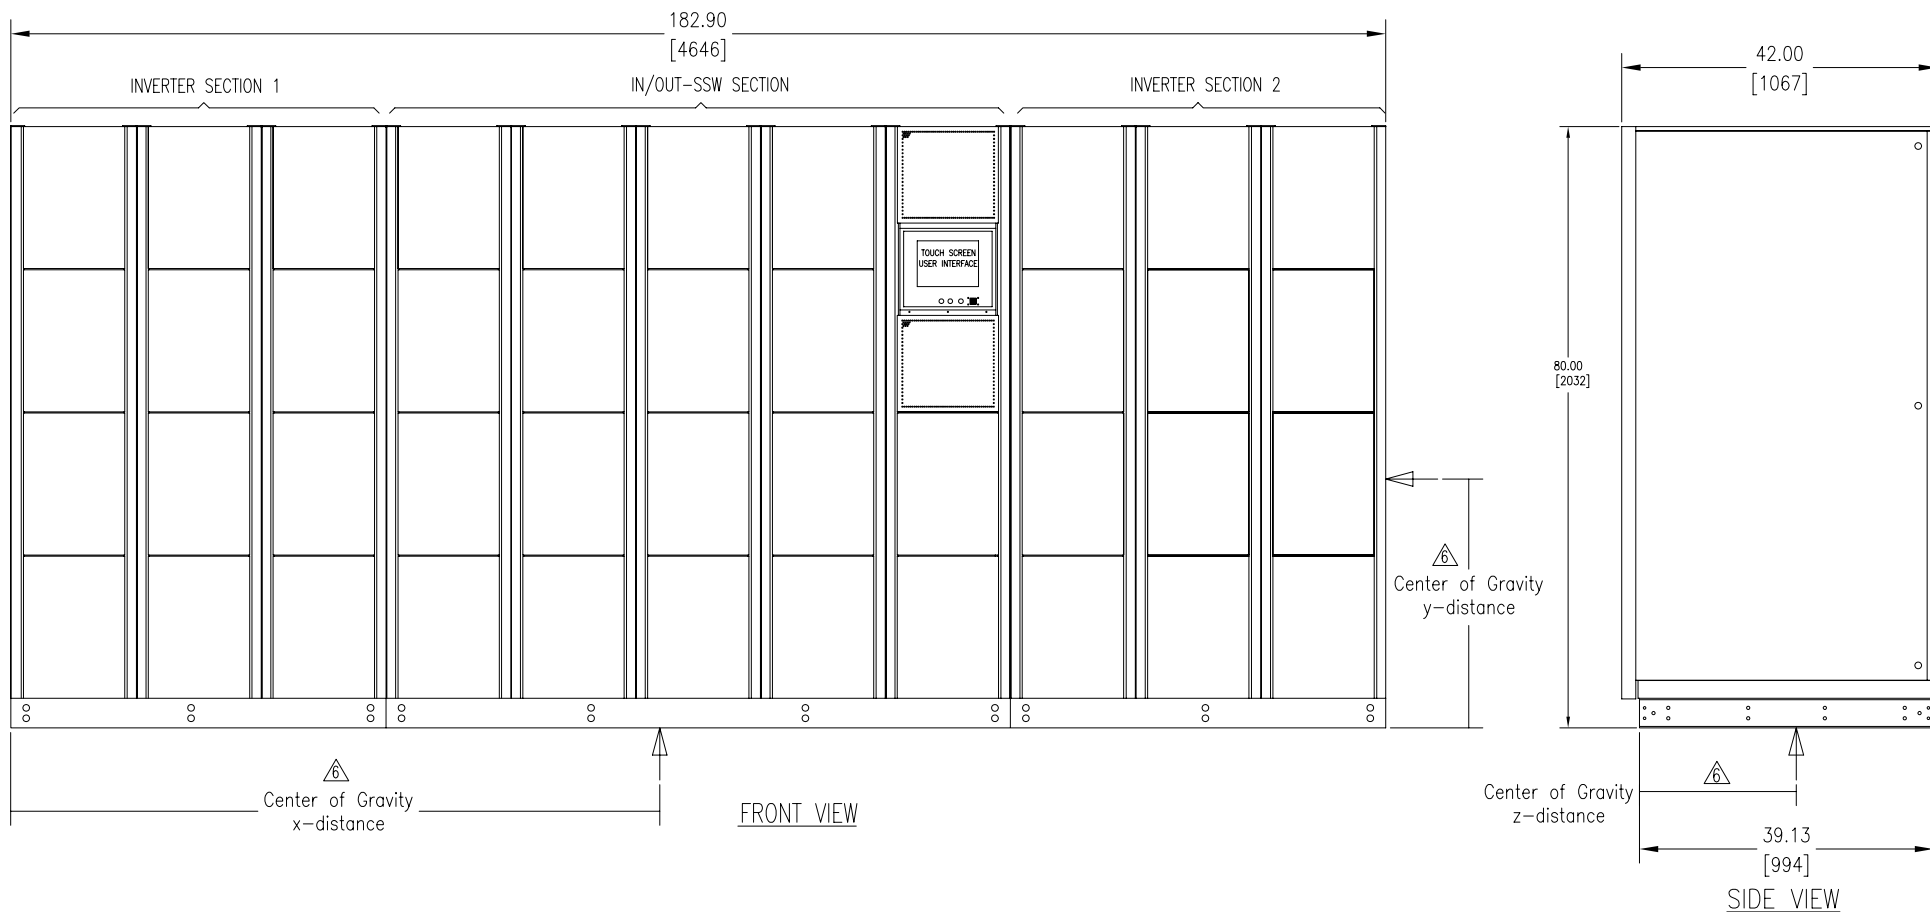 182.90
[4646]
42.00
[1067]
INVERTER SECTION 1
IN/OUT-SSW SECTION
INVERTER SECTION 2
TOUCH SCREEN
USER INTERFACE
80.00
[2032]
6
Center of Gravity
y-distance
6
Center of Gravity
x-distance
FRONT VIEW
6
Center of Gravity
z-distance
39.13
[994]
SIDE VIEW